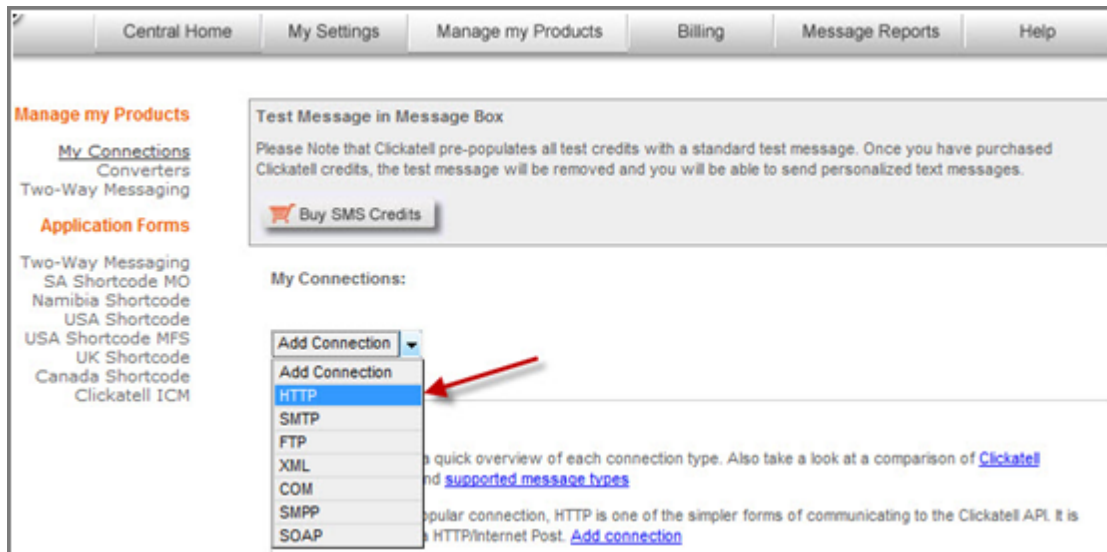 Central Home My Settings Manage my Products Billing Message Reports Help
Manage my Products
My Connections
Converters
Two-Way Messaging
Application Forms
Two-Way Messaging
SA Shortcode MO
Namibia Shortcode
USA Shortcode
USA Shortcode MFS
UK Shortcode
Canada Shortcode
Clickatell ICM
Test Message in Message Box
Please Note that Clickatell pre-populates all test credits with a standard test message. Once you have purchased
Clickatell credits, the test message will be removed and you will be able to send personalized text messages.
Buy SMS Credits
My Connections:
Add Connection
Add Connection
HTTP
SMTP
FTP
XML
COM
SMPP
SOAP
a quick overview of each connection type. Also take a look at a comparison of Clickatell
nd supported message types
opular connection, HTTP is one of the simpler forms of communicating to the Clickatell API. It is
a HTTP/Internet Post. Add connection